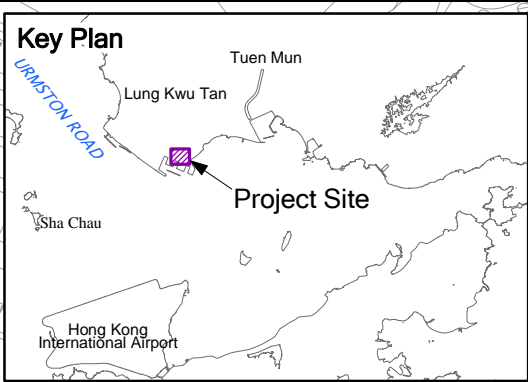 Key Plan
Tuen Mun
URMSTON ROAD
Lung Kwu Tan
Project Site
Sha Chau
Hong Kong
International Airport